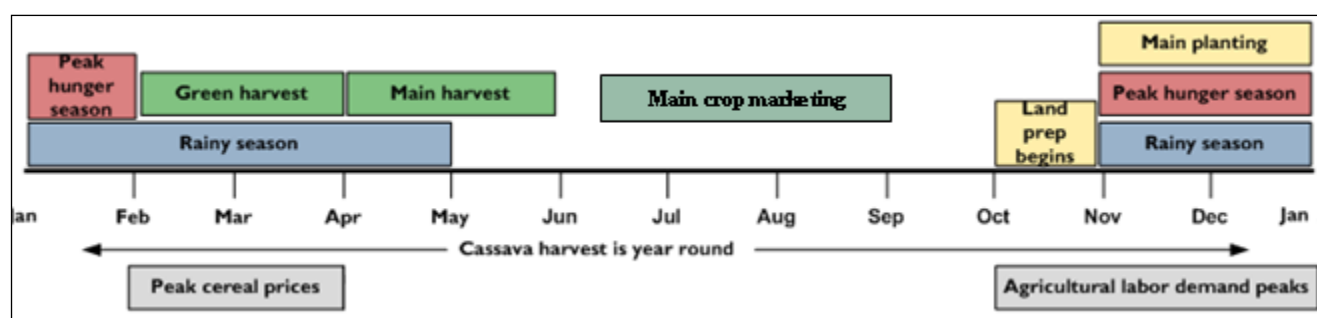 Main planting
Peak
hunger
season
Green harvest
Main harvest
Main crop marketing
Peak hunger season
Land
prep
begins
Rainy season
Rainy season
Jan
Feb
Mar
Apr
May
Jun
Jul
Aug
Sep
Oct
Nov
Dec
Jan
Cassava harvest is year round
Peak cereal prices
Agricultural labor demand peaks